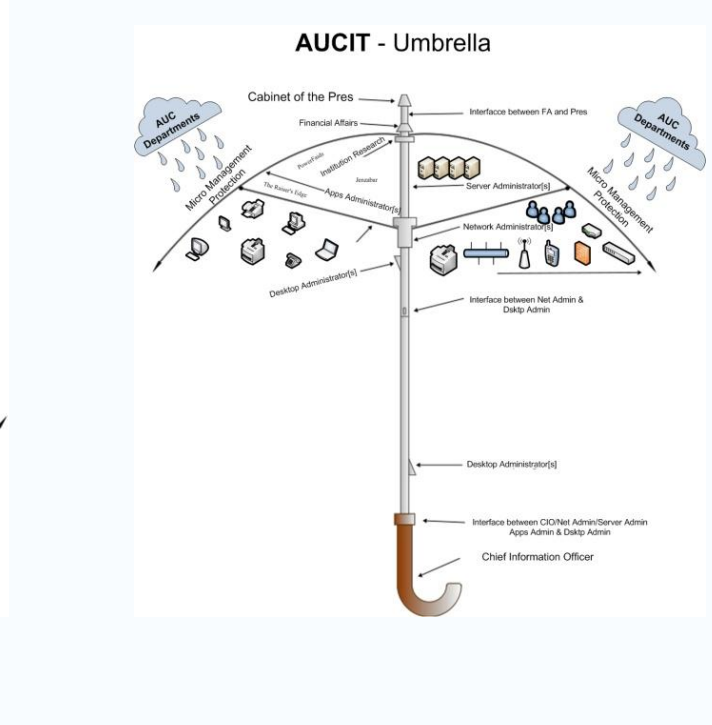 AUCIT - Umbrella
Cabinet of the Pres
Interfacce between FA and Pres
Financial Affairs
AUC
Departments
AUC
Departments
Micro Management
Protection
Micro Management
Protection
PowerFaids
Institution Research
Jenzabar
The Raiser's Edge
Apps Administrator[s]
Server Administrator[s]
Network Administrator[s]
Desktop Administrator[s]
Interface between Net Admin &
Dsktp Admin
Desktop Administrator[s]
Interface between CIO/Net Admin/Server Admin
Apps Admin & Dsktp Admin
Chief Information Officer